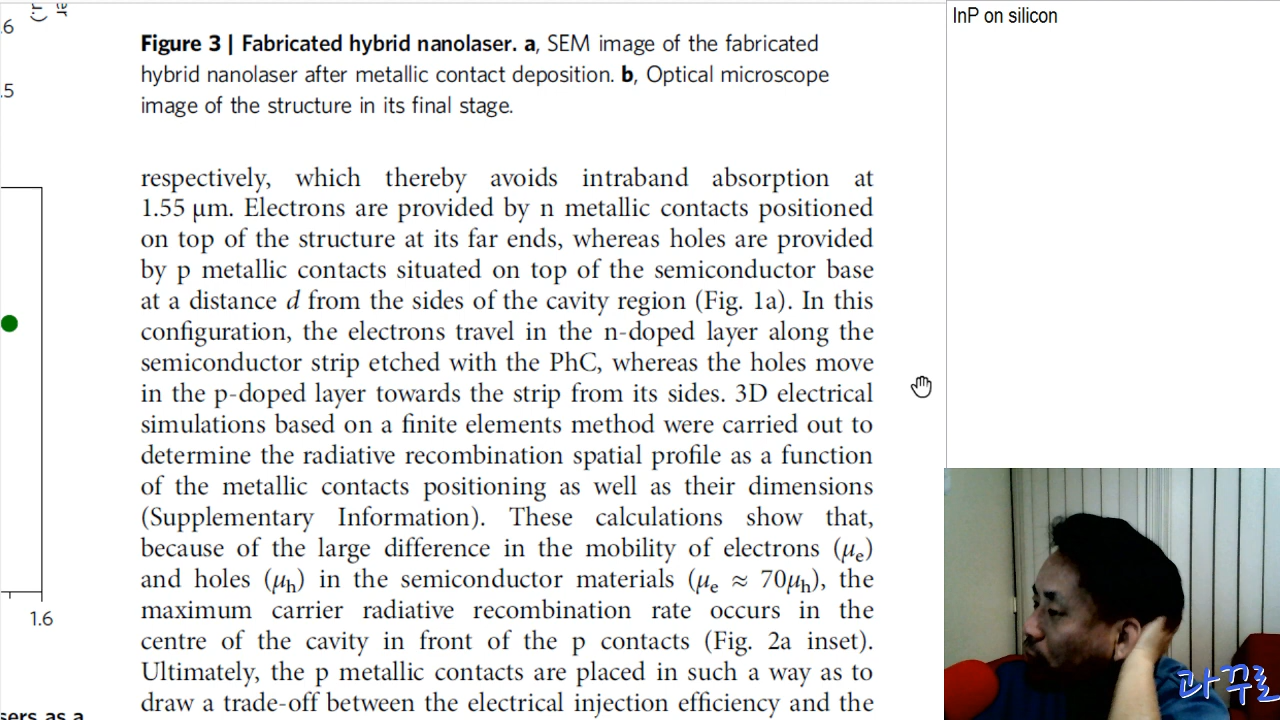 .6
.5
1.6
sers as a
Figure 3 | Fabricated hybrid nanolaser. a, SEM image of the fabricated
hybrid nanolaser after metallic contact deposition. b, Optical microscope
image of the structure in its final stage.
respectively, which thereby avoids intraband absorption at
1.55 μm. Electrons are provided by n metallic contacts positioned
on top of the structure at its far ends, whereas holes are provided
by p metallic contacts situated on top of the semiconductor base
at a distance d from the sides of the cavity region (Fig. 1a). In this
configuration, the electrons travel in the n-doped layer along the
semiconductor strip etched with the PhC, whereas the holes move
in the p-doped layer towards the strip from its sides. 3D electrical
simulations based on a finite elements method were carried out to
determine the radiative recombination spatial profile as a function
of the metallic contacts positioning as well as their dimensions
(Supplementary Information). These calculations show that,
because of the large difference in the mobility of electrons (μe)
and holes (μh) in the semiconductor materials (μe ≈ 70μh), the
maximum carrier radiative recombination rate occurs in the
centre of the cavity in front of the p contacts (Fig. 2a inset).
Ultimately, the p metallic contacts are placed in such a way as to
draw a trade-off between the electrical injection efficiency and the
InP on silicon
과꾸로